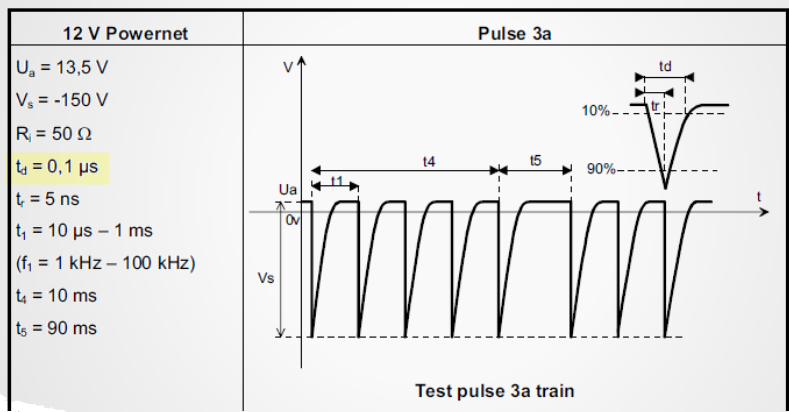 12 V Powernet
Pulse 3a
Uₐ = 13,5 V
Vₛ = -150 V
Rᵢ = 50 Ω
t_d = 0,1 µs
tᵣ = 5 ns
t₁ = 10 µs – 1 ms
(f₁ = 1 kHz – 100 kHz)
t₄ = 10 ms
t₅ = 90 ms
V
td
tr
10%
90%
t4
t5
t1
Ua
0v
t
Vs
Test pulse 3a train